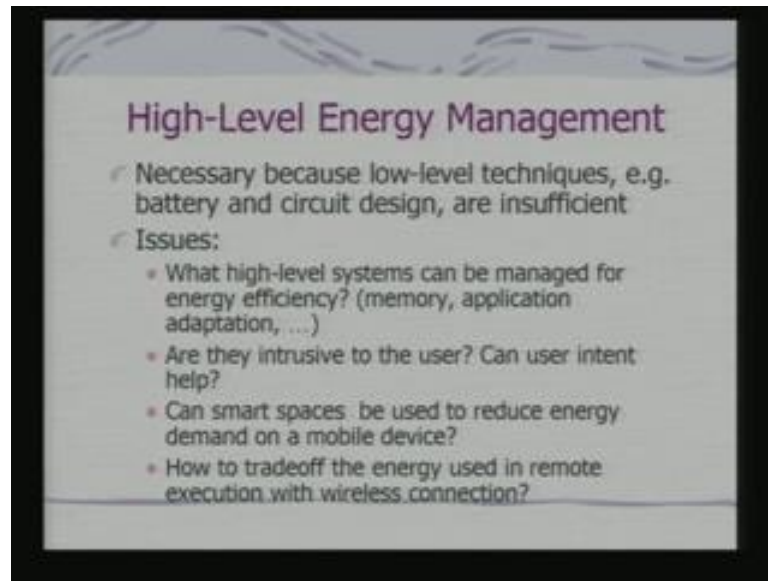 High-Level Energy Management
Necessary because low-level techniques, e.g.
battery and circuit design, are insufficient
Issues:
What high-level systems can be managed for
energy efficiency? (memory, application
adaptation, ...)
Are they intrusive to the user? Can user intent
help?
Can smart spaces be used to reduce energy
demand on a mobile device?
How to tradeoff the energy used in remote
execution with wireless connection?